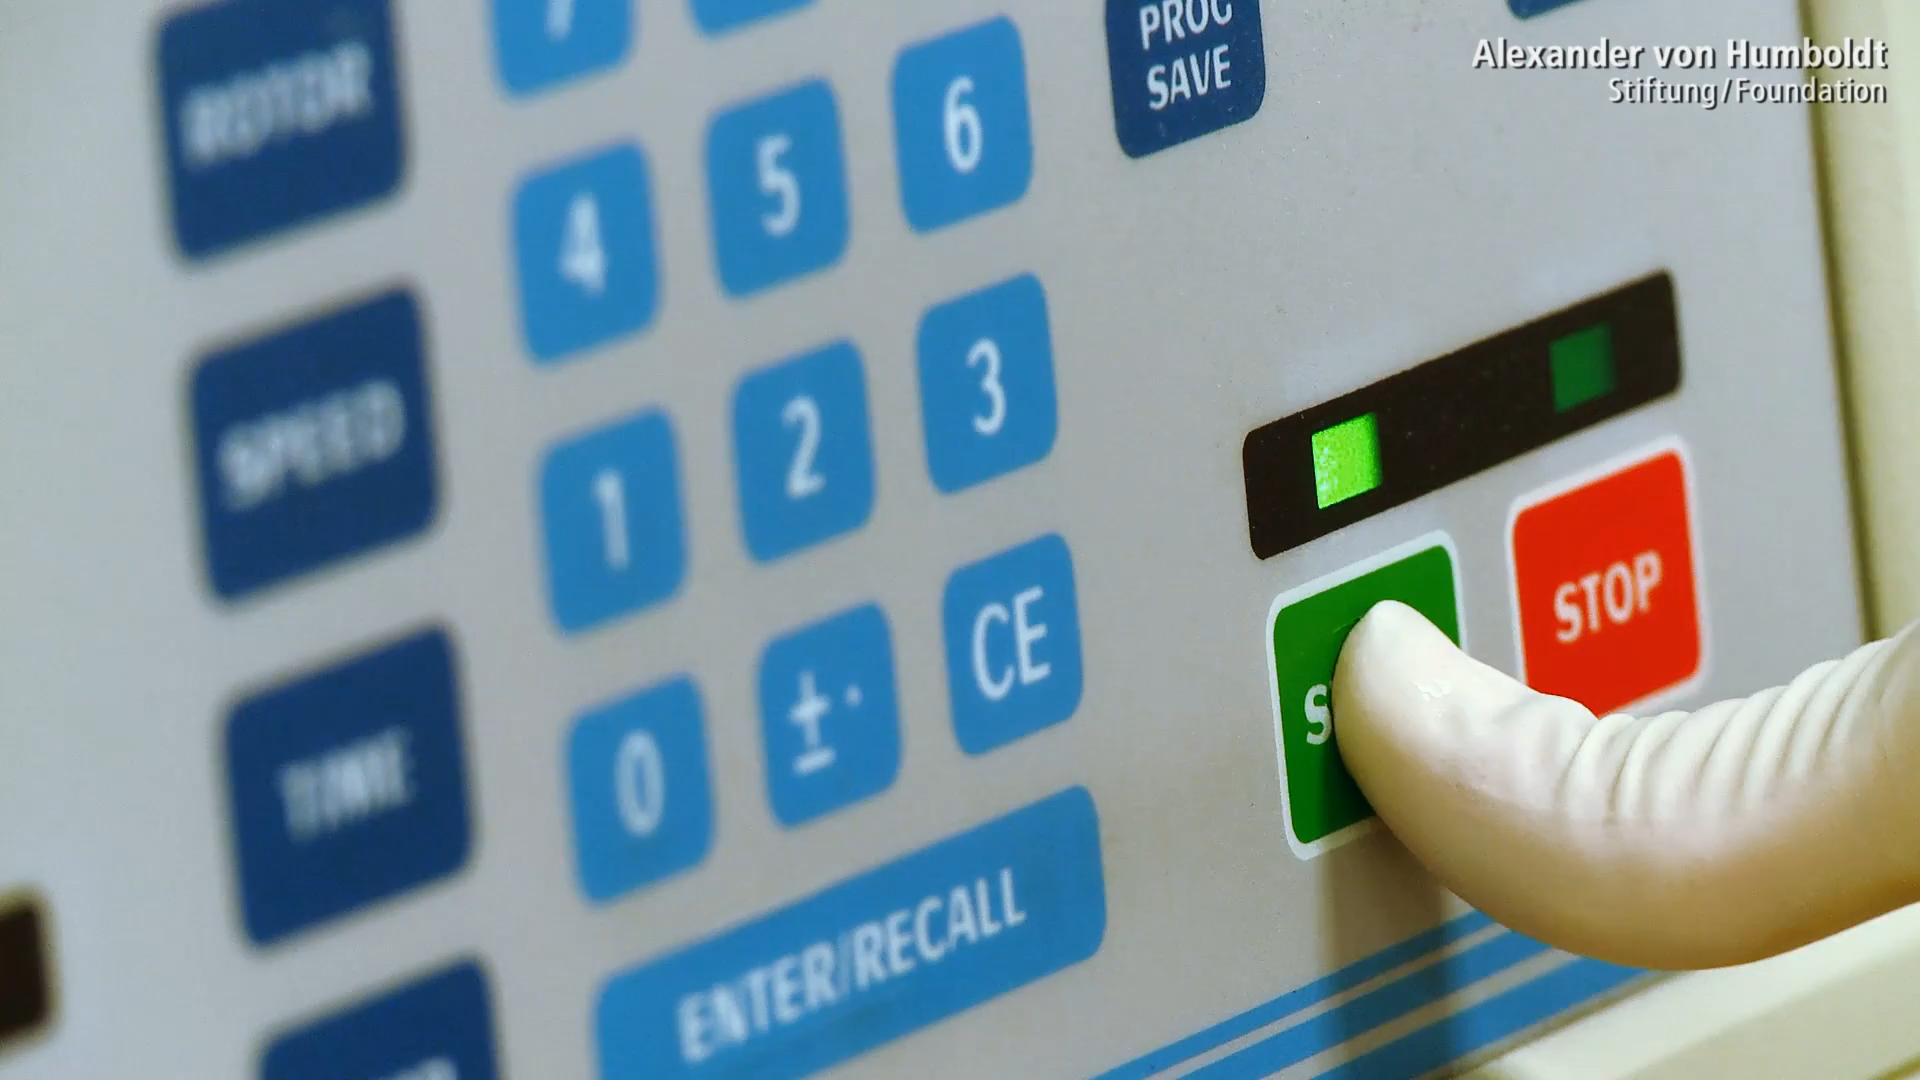 Alexander von Humboldt
Stiftung/Foundation
PROG
SAVE
ROTOR
4
5
6
SPEED
1
2
3
TIME
0
± ·
CE
STOP
ENTER/RECALL